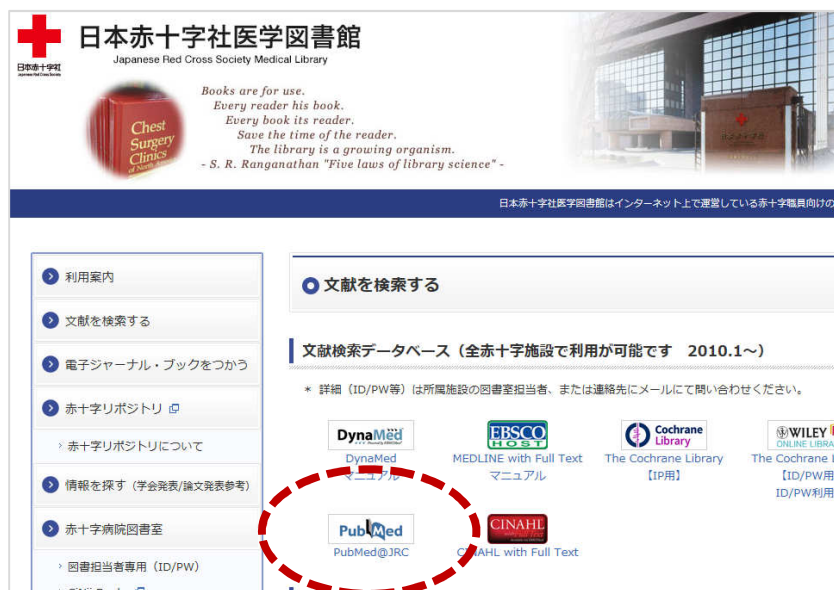 日本赤十字社
Japanese Red Cross Society
日本赤十字社医学図書館
Japanese Red Cross Society Medical Library
Chest
Surgery
Clinics
of North America
Books are for use.
Every reader his book.
Every book its reader.
Save the time of the reader.
The library is a growing organism.
- S. R. Ranganathan "Five laws of library science" -
日本赤十字社医学図書館はインターネット上で運営している赤十字職員向けの
利用案内
文献を検索する
電子ジャーナル・ブックをつかう
赤十字リポジトリ
赤十字リポジトリについて
情報を探す（学会発表/論文発表参考）
赤十字病院図書室
図書担当者専用（ID/PW）
文献を検索する
文献検索データベース（全赤十字施設で利用が可能です 2010.1～）
* 詳細（ID/PW等）は所属施設の図書室担当者、または連絡先にメールにて問い合わせください。
DynaMed
DynaMed
マニュアル
EBSCO
HOST
MEDLINE with Full Text
マニュアル
Cochrane
Library
The Cochrane Library
【IP用】
WILEY
ONLINE LIBRA
The Cochrane L
【ID/PW用
ID/PW利用
PubMed
PubMed@JRC
CINAHL
CINAHL with Full Text